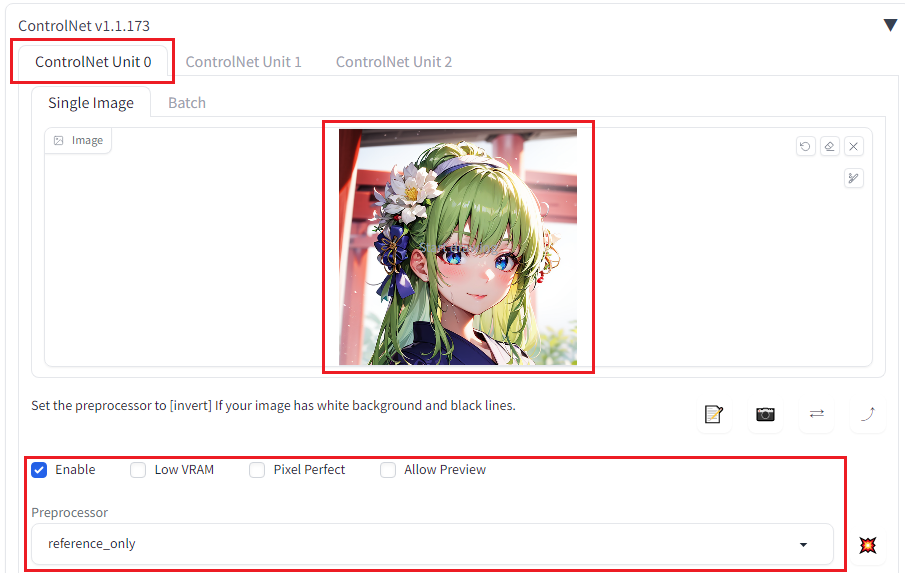 ControlNet v1.1.173
ControlNet Unit 0 ControlNet Unit 1 ControlNet Unit 2
Single Image Batch
Image
Set the preprocessor to [invert] If your image has white background and black lines.
Enable Low VRAM Pixel Perfect Allow Preview
Preprocessor
reference_only